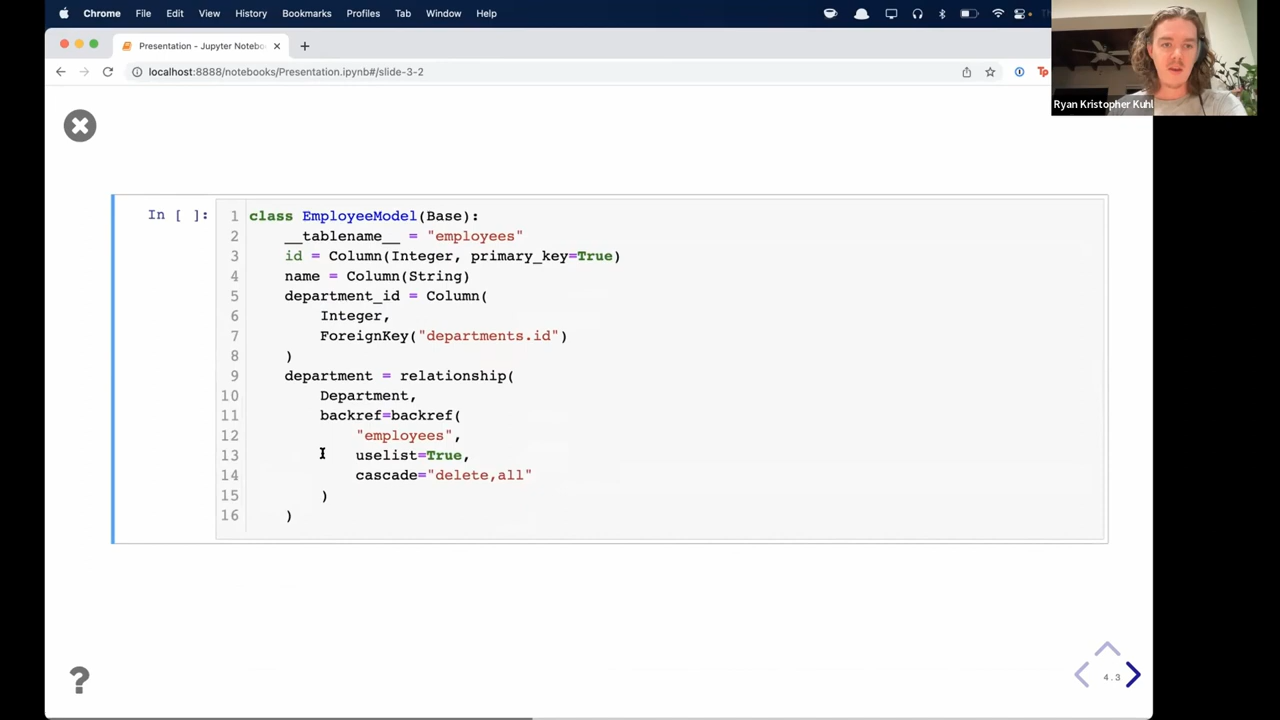 Chrome File Edit View History Bookmarks Profiles Tab Window Help
Presentation - Jupyter Notebo
localhost:8888/notebooks/Presentation.ipynb#/slide-3-2
Tp
Ryan Kristopher Kuhl
In [ ]:
1 class EmployeeModel(Base):
2 __tablename__ = "employees"
3 id = Column(Integer, primary_key=True)
4 name = Column(String)
5 department_id = Column(
6 Integer,
7 ForeignKey("departments.id")
8 )
9 department = relationship(
10 Department,
11 backref=backref(
12 "employees",
13 uselist=True,
14 cascade="delete,all"
15 )
16 )
?
4.3